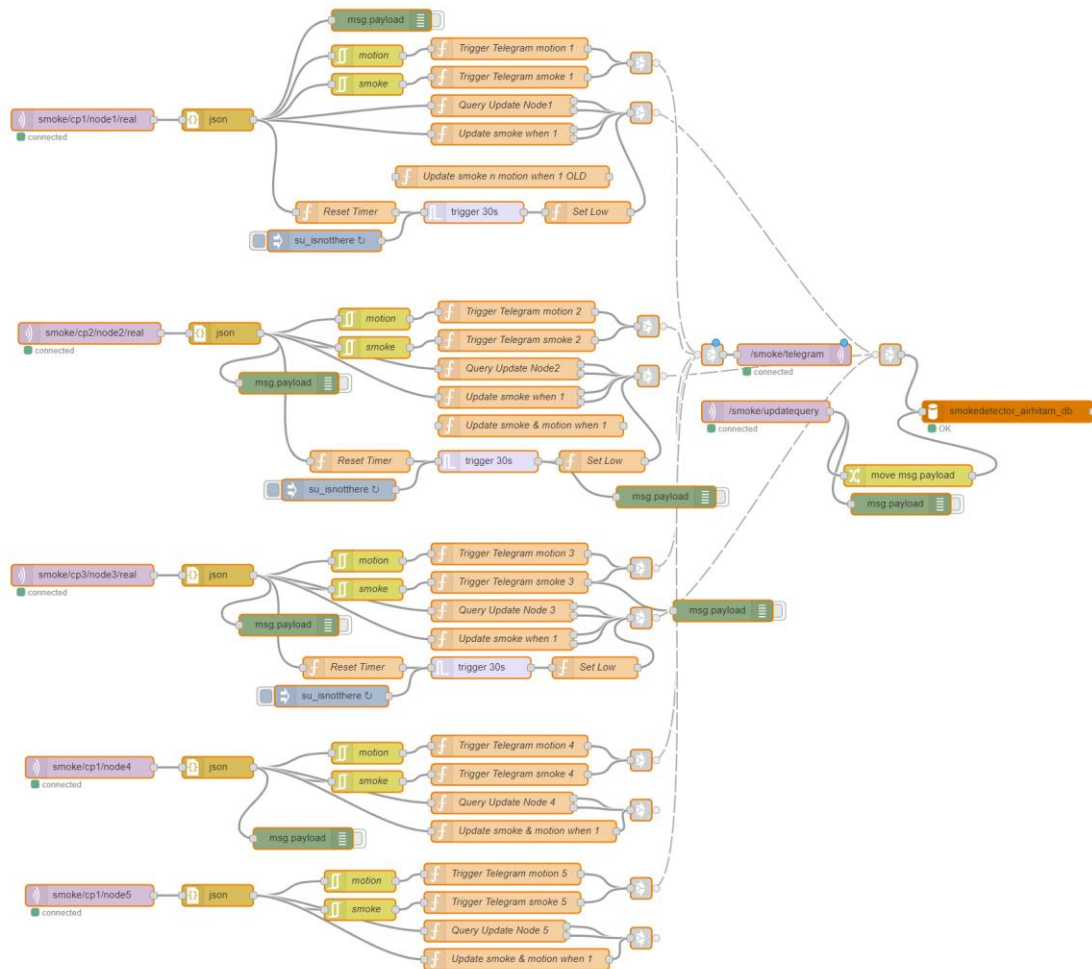 msg.payload
motion
Trigger Telegram motion 1
smoke
Trigger Telegram smoke 1
smoke/cp1/node1/real
connected
json
Query Update Node1
Update smoke when 1
Update smoke n motion when 1 OLD
Reset Timer
trigger 30s
Set Low
su_isnotthere ↻
smoke/cp2/node2/real
connected
json
motion
Trigger Telegram motion 2
smoke
Trigger Telegram smoke 2
msg.payload
Query Update Node2
Update smoke when 1
Update smoke & motion when 1
Reset Timer
trigger 30s
Set Low
su_isnotthere ↻
msg.payload
/smoke/telegram
connected
/smoke/updatequery
connected
smokedetector_airhitam_db
OK
move msg.payload
msg.payload
smoke/cp3/node3/real
connected
json
motion
Trigger Telegram motion 3
smoke
Trigger Telegram smoke 3
msg.payload
Query Update Node 3
msg.payload
Update smoke when 1
Reset Timer
trigger 30s
Set Low
su_isnotthere ↻
smoke/cp1/node4
connected
json
motion
Trigger Telegram motion 4
smoke
Trigger Telegram smoke 4
Query Update Node 4
msg.payload
Update smoke & motion when 1
smoke/cp1/node5
connected
json
motion
Trigger Telegram motion 5
smoke
Trigger Telegram smoke 5
Query Update Node 5
Update smoke & motion when 1